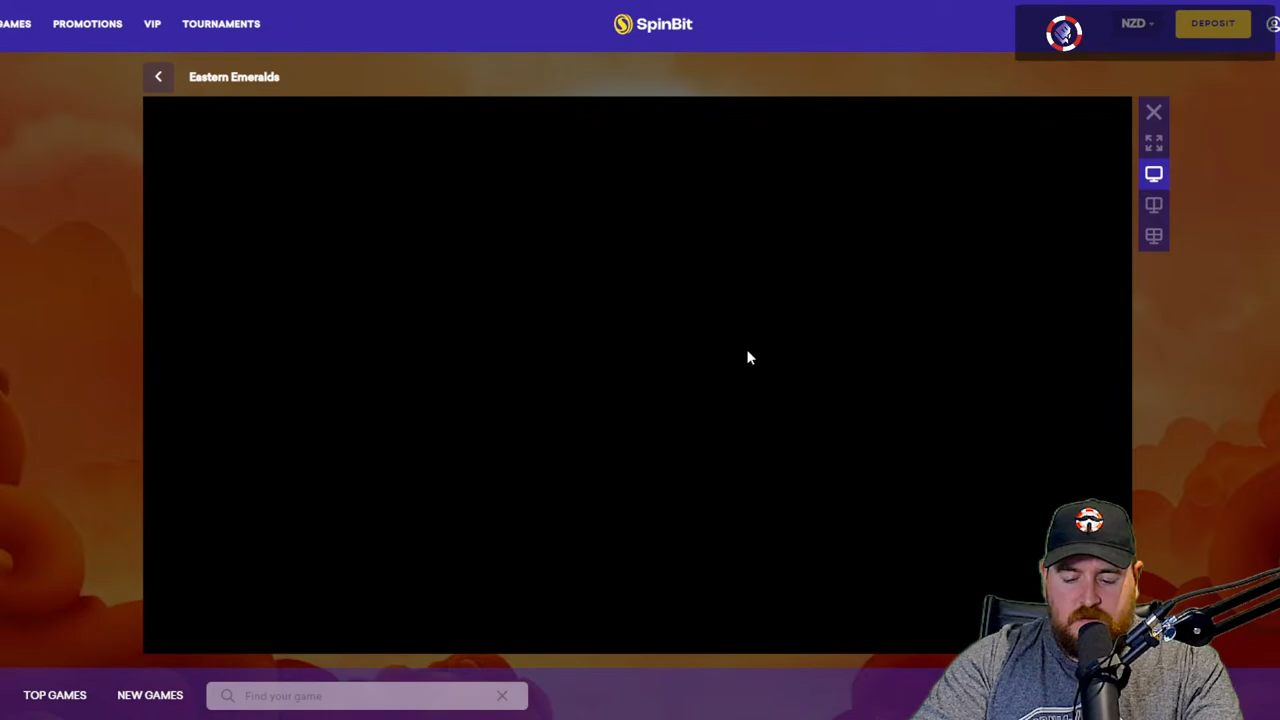 GAMES PROMOTIONS VIP TOURNAMENTS SpinBit NZD DEPOSIT
Eastern Emeralds
TOP GAMES NEW GAMES Find your game